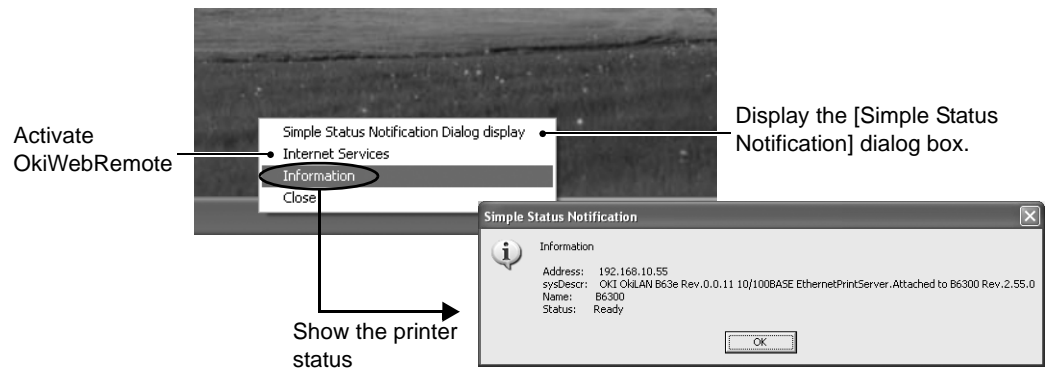 Activate
OkiWebRemote
Simple Status Notification Dialog display
Internet Services
Information
Close
Display the [Simple Status
Notification] dialog box.
Simple Status Notification
Information
Address: 192.168.10.55
sysDescr: OKI OkiLAN B63e Rev.0.0.11 10/100BASE EthernetPrintServer.Attached to B6300 Rev.2.55.0
Name: B6300
Status: Ready
OK
Show the printer
status